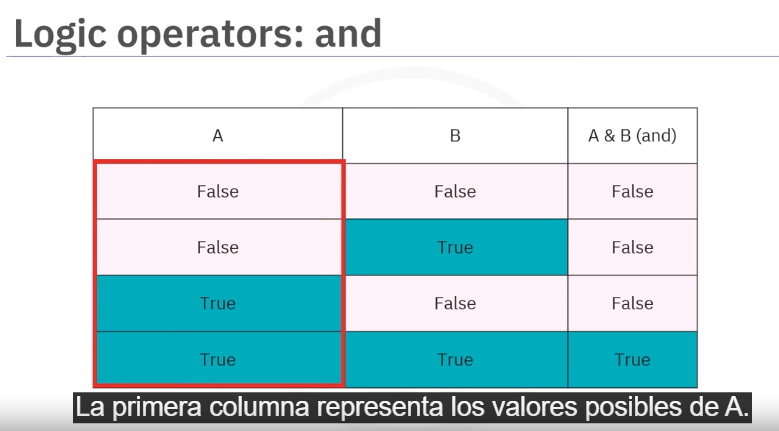 Logic operators: and
A B A & B (and)
False False False
False True False
True False False
True True True
La primera columna representa los valores posibles de A.